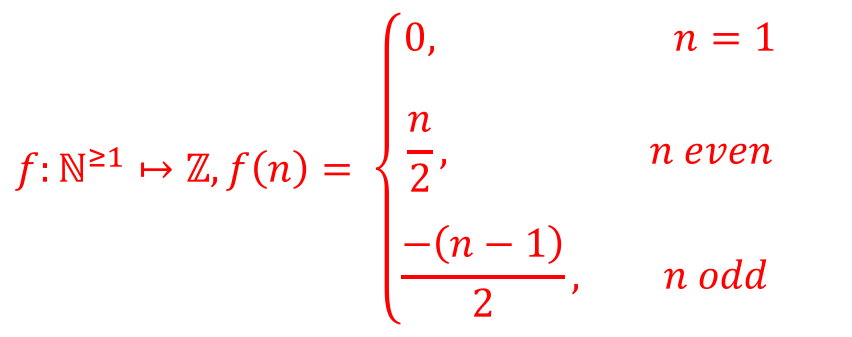 0, n = 1
f: ℕ≥1 ↦ ℤ, f(n) = { n/2, n even
−(n − 1)/2, n odd